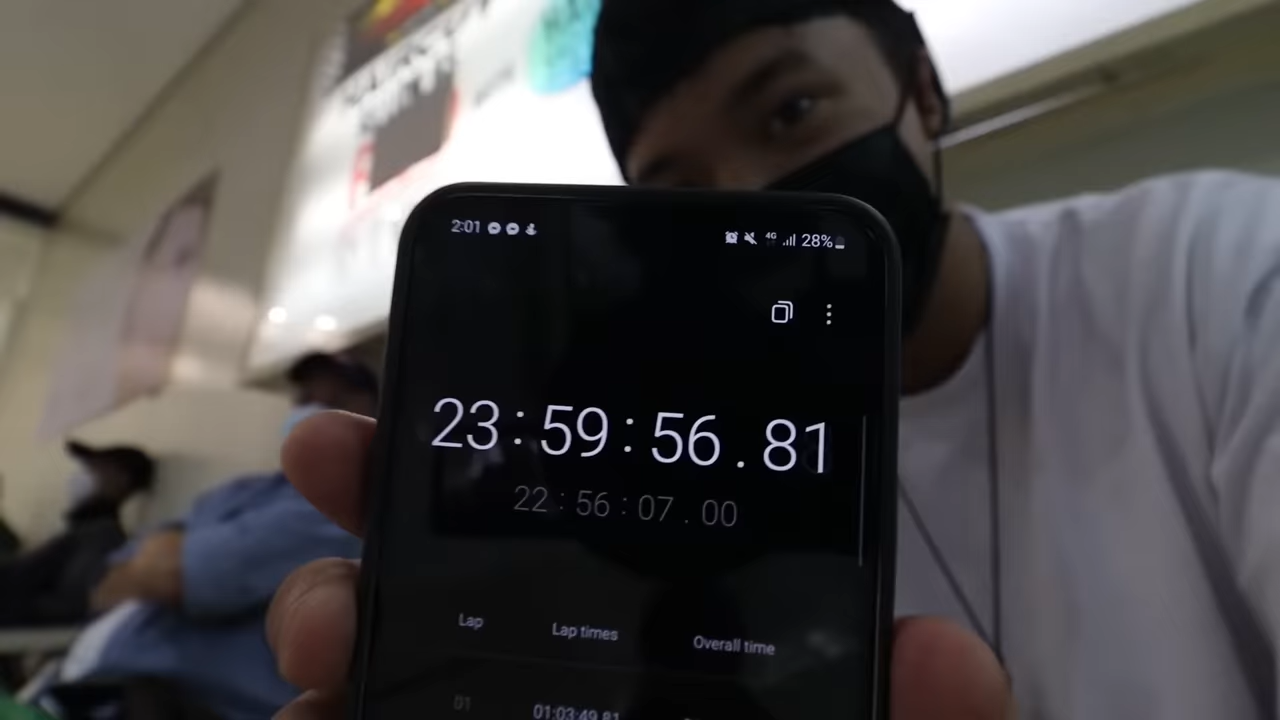 2:01 4G 28%
23:59:56.81
22:56:07.00
Lap Lap times Overall time
01 01:03:49.81